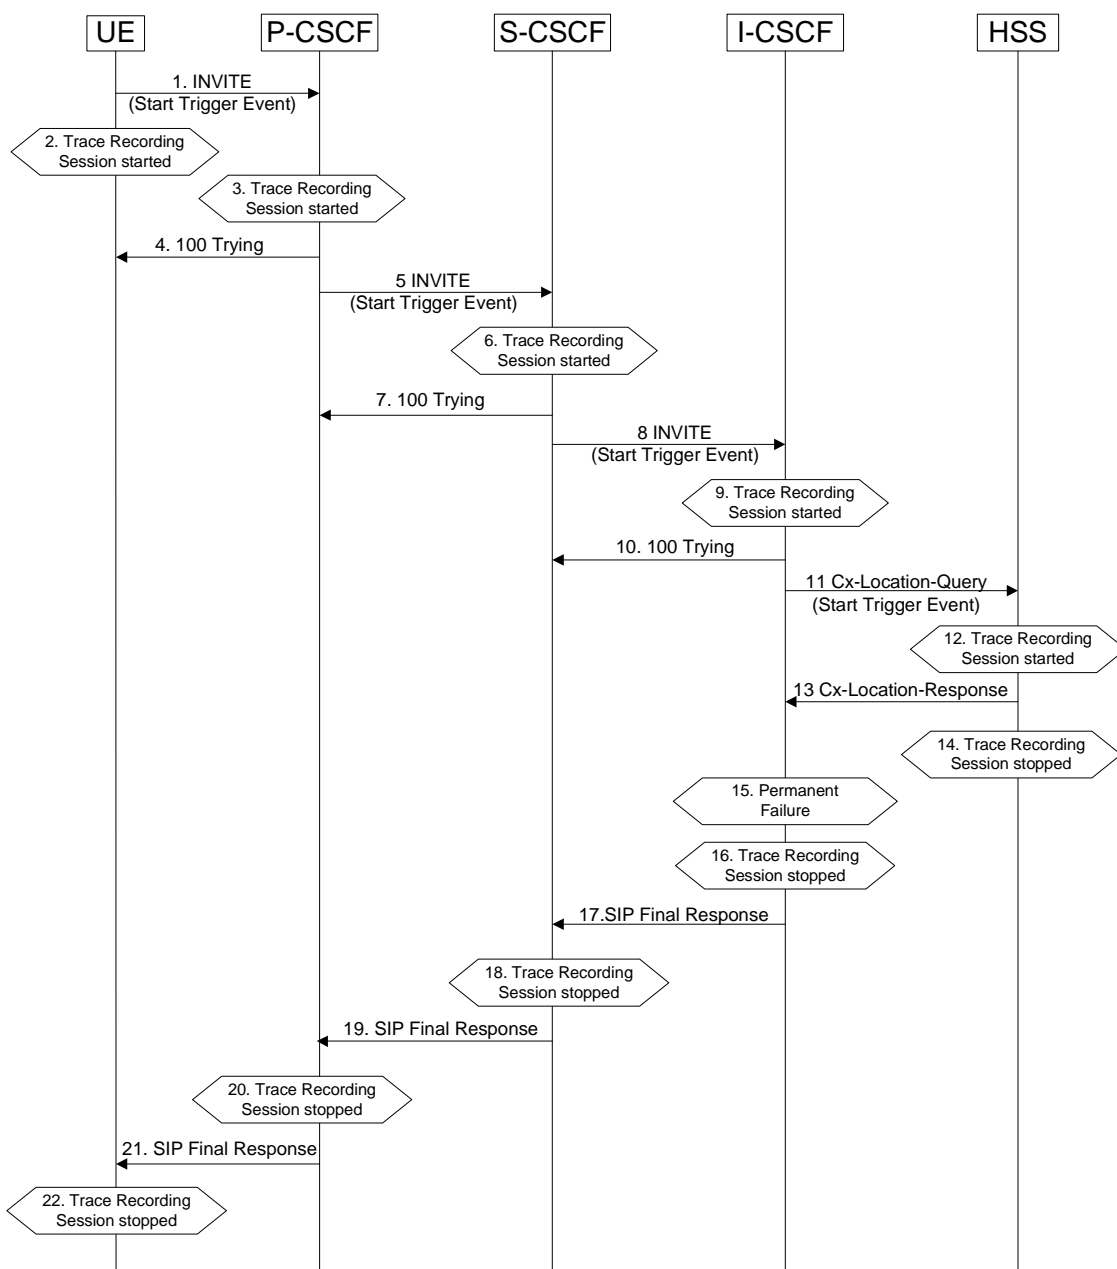 UE
P-CSCF
S-CSCF
I-CSCF
HSS
1. INVITE
(Start Trigger Event)
2. Trace Recording
Session started
3. Trace Recording
Session started
4. 100 Trying
5 INVITE
(Start Trigger Event)
6. Trace Recording
Session started
7. 100 Trying
8 INVITE
(Start Trigger Event)
9. Trace Recording
Session started
10. 100 Trying
11 Cx-Location-Query
(Start Trigger Event)
12. Trace Recording
Session started
13 Cx-Location-Response
14. Trace Recording
Session stopped
15. Permanent
Failure
16. Trace Recording
Session stopped
17.SIP Final Response
18. Trace Recording
Session stopped
19. SIP Final Response
20. Trace Recording
Session stopped
21. SIP Final Response
22. Trace Recording
Session stopped